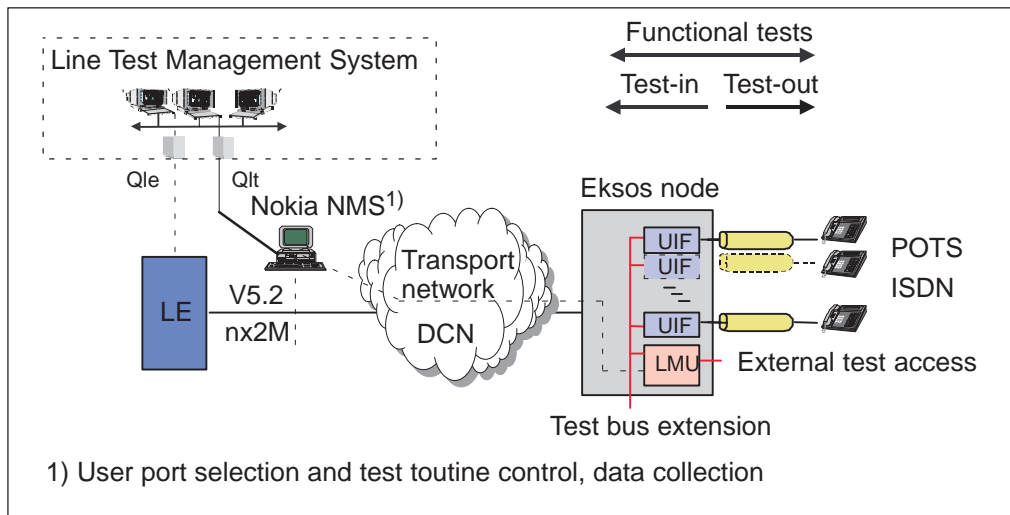 Functional tests
Line Test Management System
Test-in
Test-out
Qle
Qlt
Eksos node
Nokia NMS1)
UIF
UIF
POTS
ISDN
Transport
network
LE
V5.2
nx2M
DCN
UIF
LMU
External test access
Test bus extension
1) User port selection and test toutine control, data collection